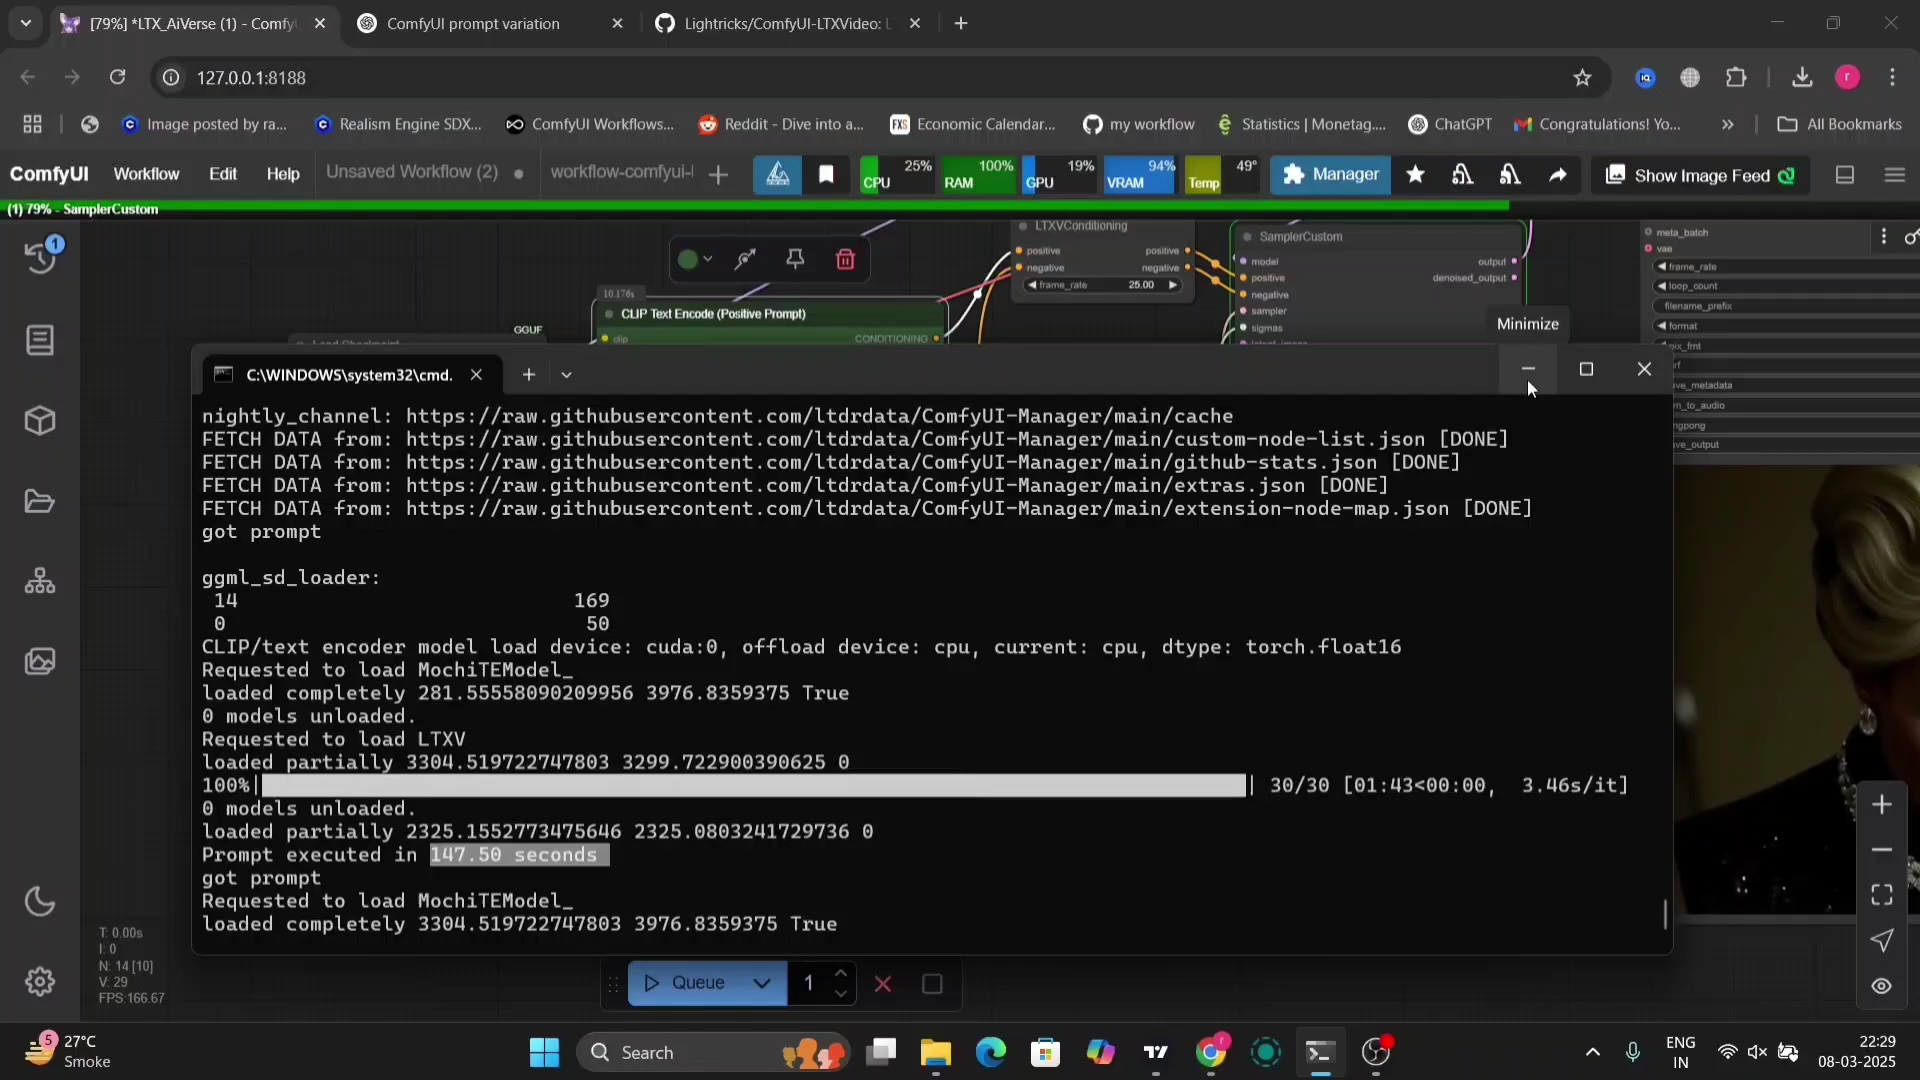 [79%] *LTX_AiVerse (1) - Comfy
ComfyUI prompt variation
Lightricks/ComfyUI-LTXVideo: L
127.0.0.1:8188
Image posted by ra...
Realism Engine SDX...
ComfyUI Workflows...
Reddit - Dive into a...
FXS
Economic Calendar...
my workflow
Statistics | Monetag....
ChatGPT
Congratulations! Yo...
All Bookmarks
ComfyUI
Workflow
Edit
Help
Unsaved Workflow (2)
workflow-comfyui-l
CPU 25%
RAM 100%
GPU 19%
VRAM 94%
Temp 49°
Manager
Show Image Feed
(1) 79% - SamplerCustom
1
LTXVConditioning
positive positive
negative negative
frame_rate 25.00
SamplerCustom
model output
positive denoised_output
negative
sampler
sigmas
meta_batch
vae
frame_rate
loop_count
filename_prefix
format
pix_fmt
ve_metadata
m_to_audio
ngpong
ve_output
10.176s
CLIP Text Encode (Positive Prompt)
clip CONDITIONING
GGUF
Load Checkpoint
Minimize
C:\WINDOWS\system32\cmd.
nightly_channel: https://raw.githubusercontent.com/ltdrdata/ComfyUI-Manager/main/cache
FETCH DATA from: https://raw.githubusercontent.com/ltdrdata/ComfyUI-Manager/main/custom-node-list.json [DONE]
FETCH DATA from: https://raw.githubusercontent.com/ltdrdata/ComfyUI-Manager/main/github-stats.json [DONE]
FETCH DATA from: https://raw.githubusercontent.com/ltdrdata/ComfyUI-Manager/main/extras.json [DONE]
FETCH DATA from: https://raw.githubusercontent.com/ltdrdata/ComfyUI-Manager/main/extension-node-map.json [DONE]
got prompt
ggml_sd_loader:
14 169
0 50
CLIP/text encoder model load device: cuda:0, offload device: cpu, current: cpu, dtype: torch.float16
Requested to load MochiTEModel_
loaded completely 281.55558090209956 3976.8359375 True
0 models unloaded.
Requested to load LTXV
loaded partially 3304.519722747803 3299.722900390625 0
100%| | 30/30 [01:43<00:00, 3.46s/it]
0 models unloaded.
loaded partially 2325.1552773475646 2325.0803241729736 0
Prompt executed in 147.50 seconds
got prompt
Requested to load MochiTEModel_
loaded completely 3304.519722747803 3976.8359375 True
T: 0.00s
I: 0
N: 14 [10]
V: 29
FPS:166.67
Queue
1
5
27°C
Smoke
Search
ENG
IN
22:29
08-03-2025